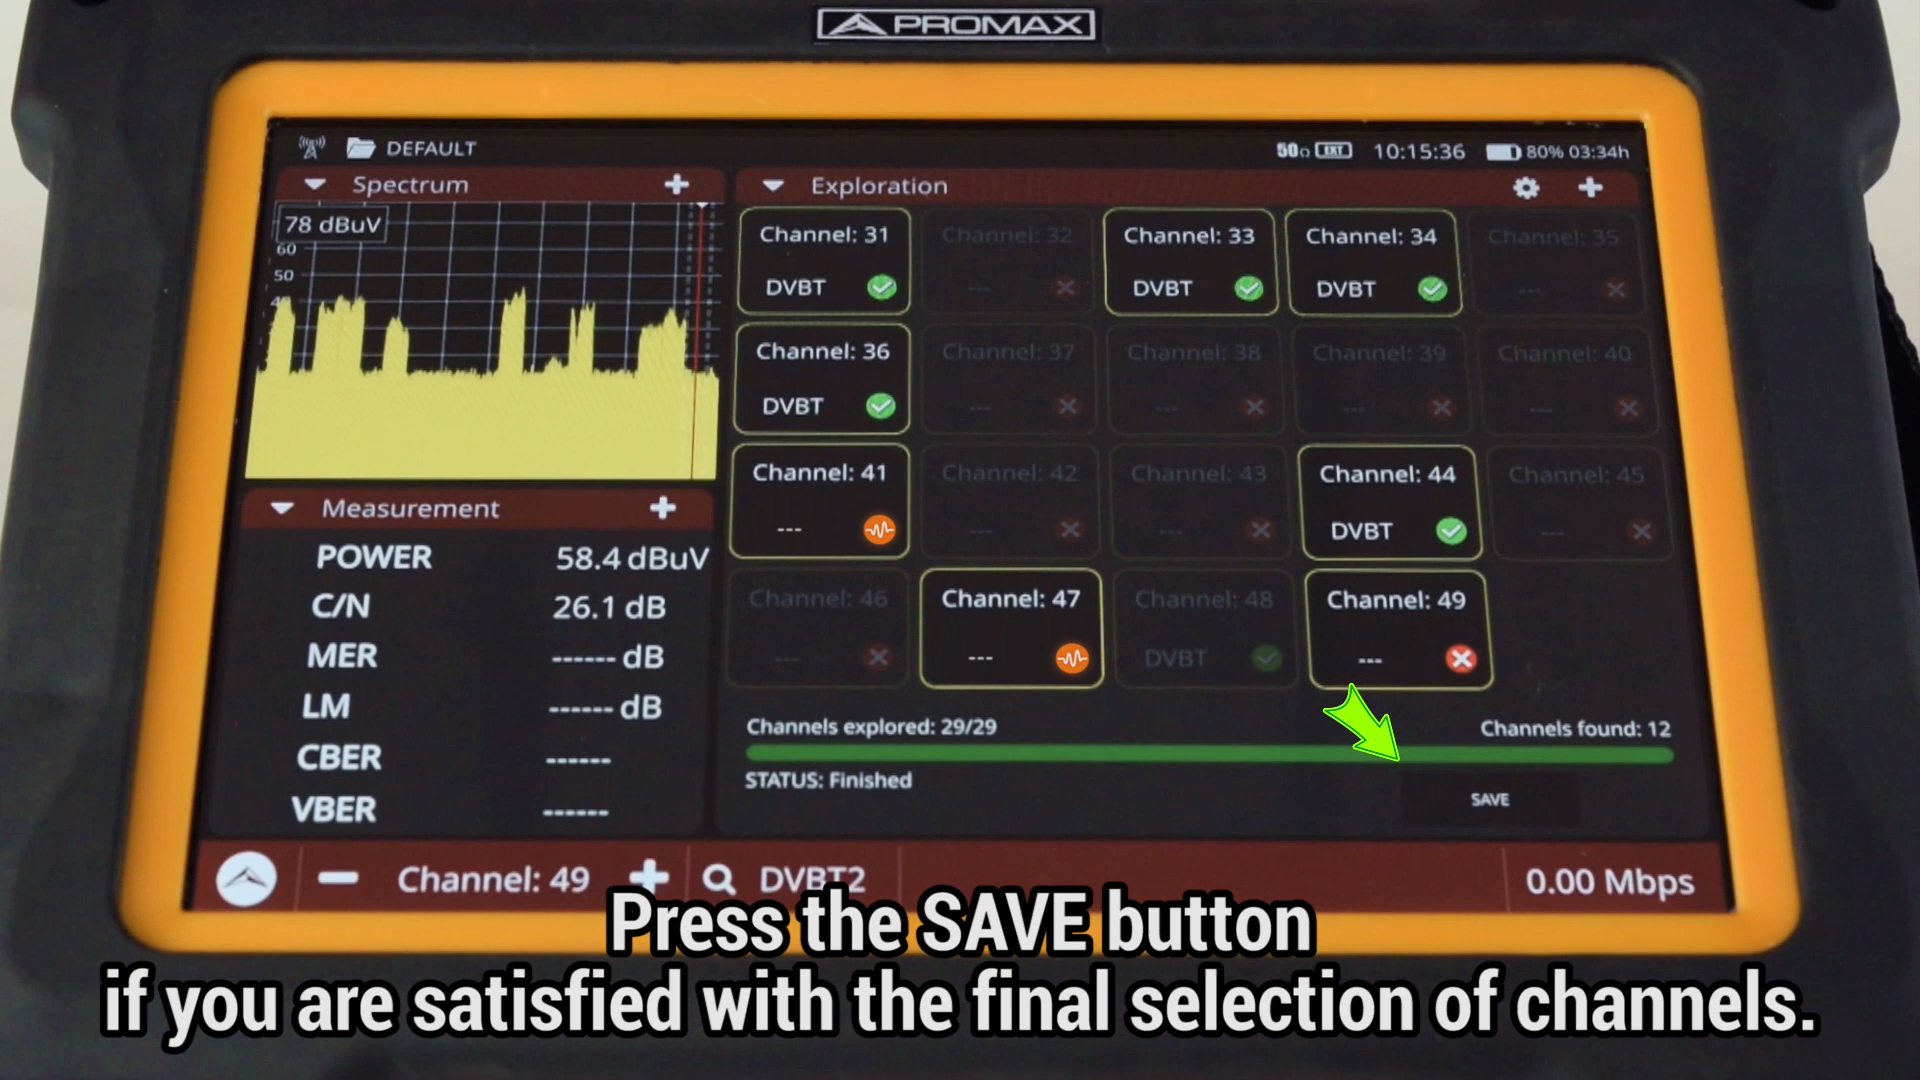 PROMAX
DEFAULT
50Ω EXT 10:15:36 80% 03:34h
Spectrum
78 dBuV
60
50
Exploration
Channel: 31
DVBT
Channel: 32
---
Channel: 33
DVBT
Channel: 34
DVBT
Channel: 35
---
Channel: 36
DVBT
Channel: 37
---
Channel: 38
---
Channel: 39
---
Channel: 40
---
Channel: 41
---
Channel: 42
---
Channel: 43
---
Channel: 44
DVBT
Channel: 45
---
Channel: 46
---
Channel: 47
---
Channel: 48
DVBT
Channel: 49
---
Measurement
POWER 58.4 dBuV
C/N 26.1 dB
MER ------ dB
LM ------ dB
CBER ------
VBER ------
Channels explored: 29/29
Channels found: 12
STATUS: Finished
SAVE
Channel: 49
DVBT2
0.00 Mbps
Press the SAVE button
if you are satisfied with the final selection of channels.